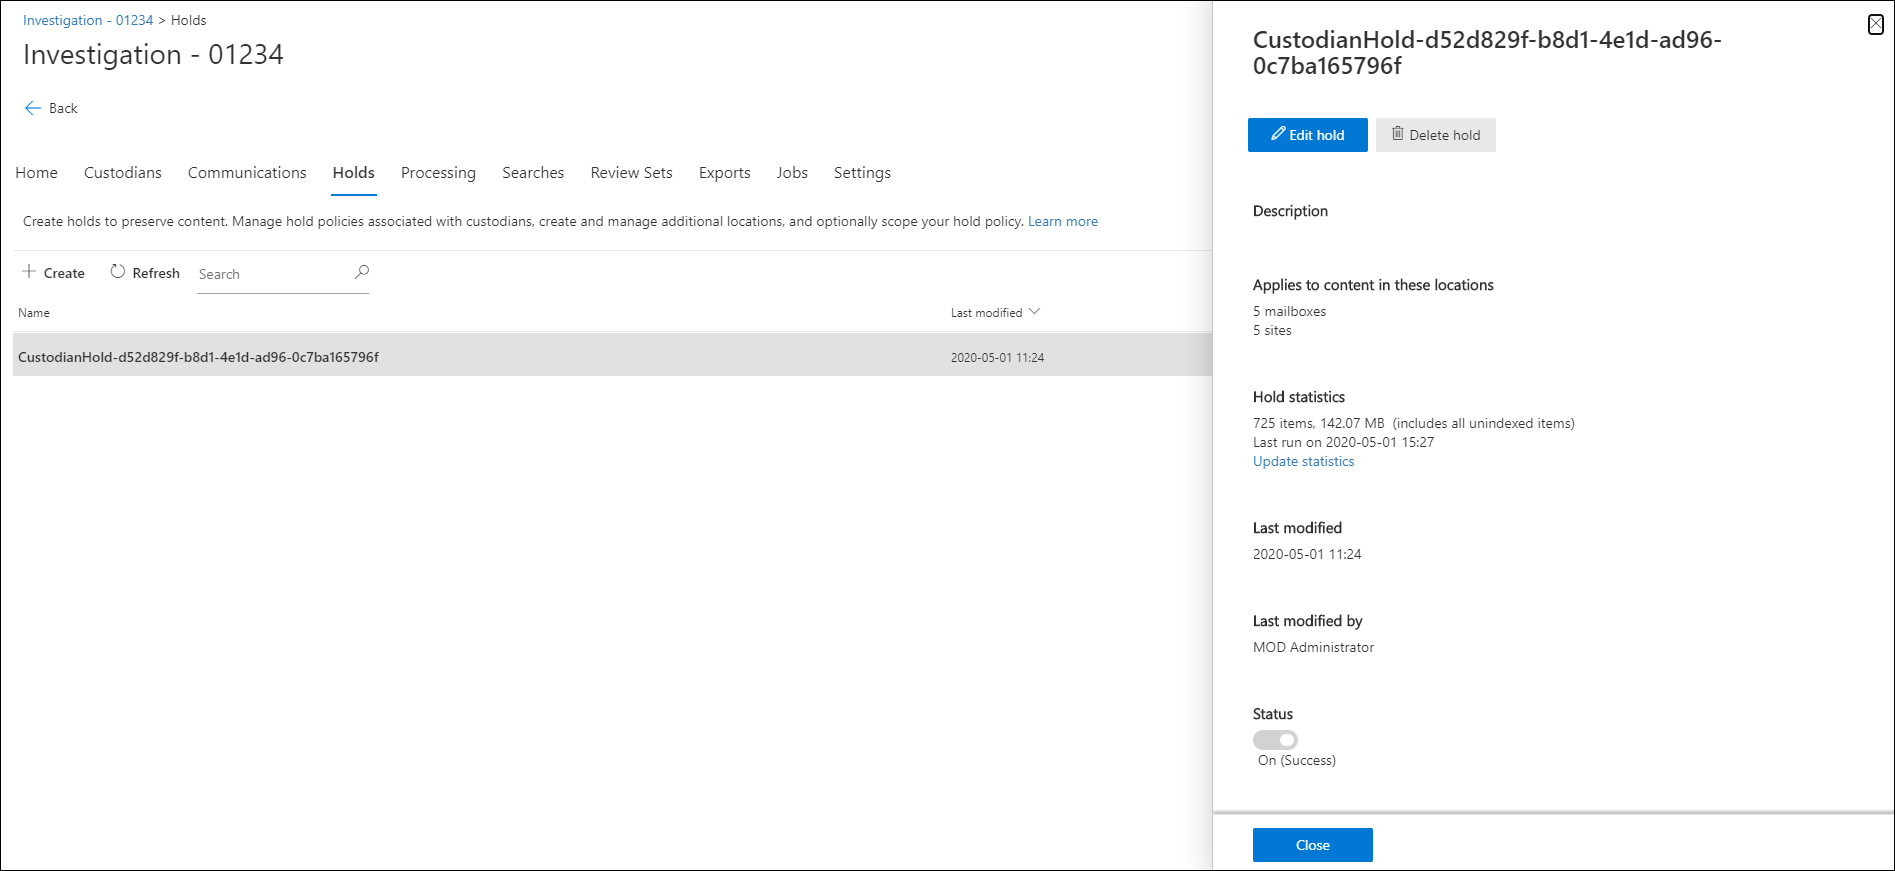 Investigation - 01234 > Holds
Investigation - 01234
Back
Home Custodians Communications Holds Processing Searches Review Sets Exports Jobs Settings
Create holds to preserve content. Manage hold policies associated with custodians, create and manage additional locations, and optionally scope your hold policy. Learn more
Create Refresh Search
Name Last modified
CustodianHold-d52d829f-b8d1-4e1d-ad96-0c7ba165796f 2020-05-01 11:24
CustodianHold-d52d829f-b8d1-4e1d-ad96-
0c7ba165796f
Edit hold Delete hold
Description
Applies to content in these locations
5 mailboxes
5 sites
Hold statistics
725 items, 142.07 MB (includes all unindexed items)
Last run on 2020-05-01 15:27
Update statistics
Last modified
2020-05-01 11:24
Last modified by
MOD Administrator
Status
On (Success)
Close